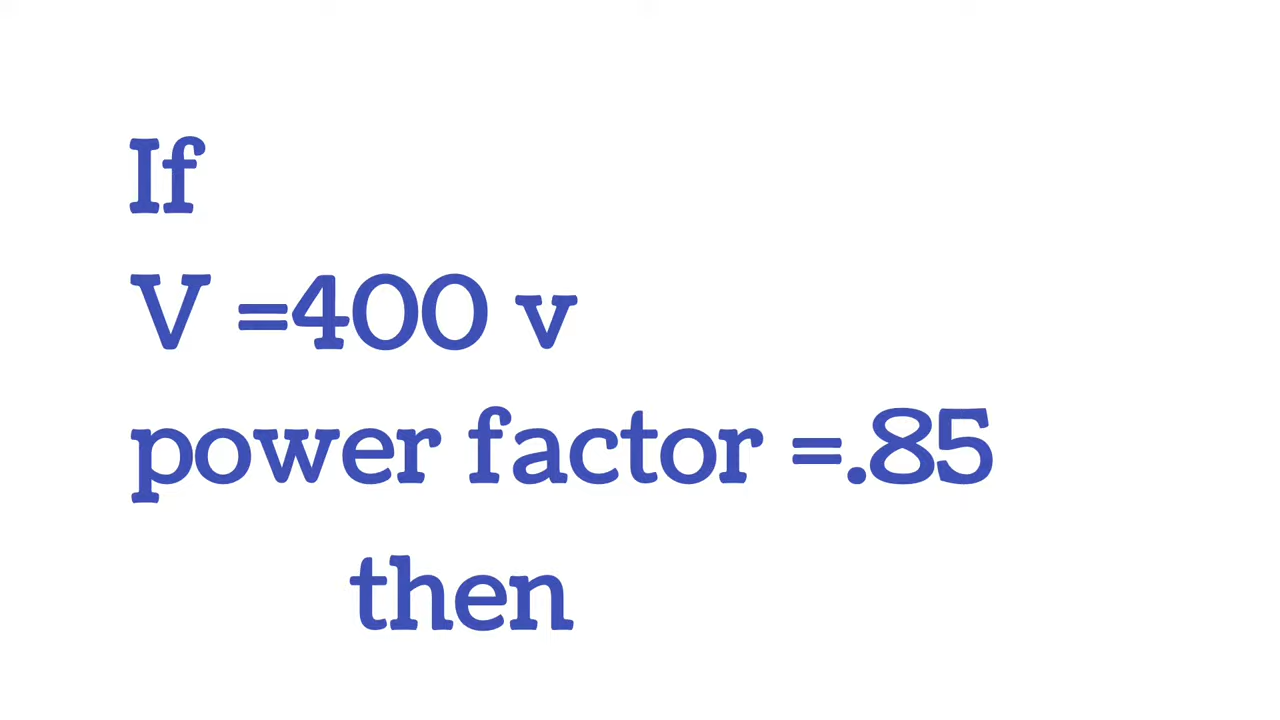 If
V =400 v
power factor =.85
then